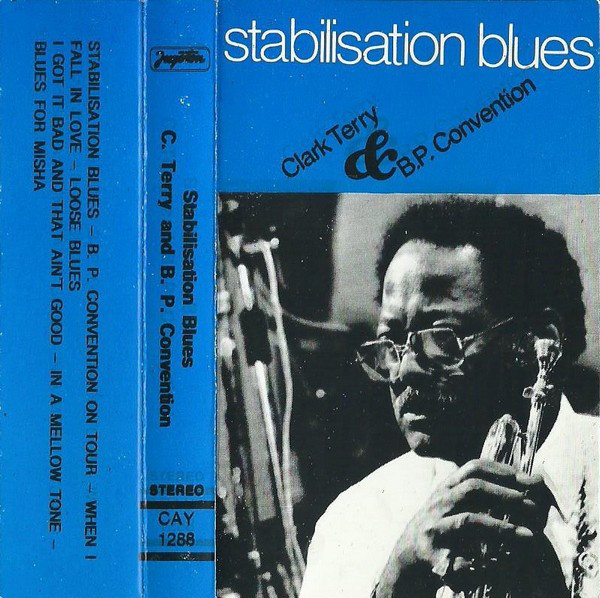 STABILISATION BLUES – B. P. CONVENTION ON TOUR – WHEN I
FALL IN LOVE – LOOSE BLUES
I GOT IT BAD AND THAT AIN'T GOOD – IN A MELLOW TONE –
BLUES FOR MISHA
Jugoton
Stabilisation Blues
C. Terry and B. P. Convention
STEREO
STEREO
CAY
1288
stabilisation blues
Clark Terry
& B.P. Convention